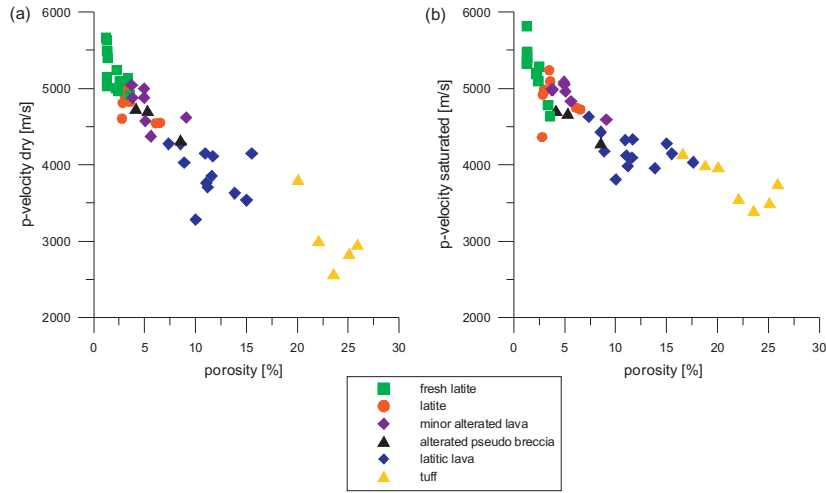 (a)
6000
5000
4000
3000
2000
p-velocity dry [m/s]
0 5 10 15 20 25 30
porosity [%]
(b)
6000
5000
4000
3000
2000
p-velocity saturated [m/s]
0 5 10 15 20 25 30
porosity [%]
fresh latite
latite
minor alterated lava
alterated pseudo breccia
latitic lava
tuff